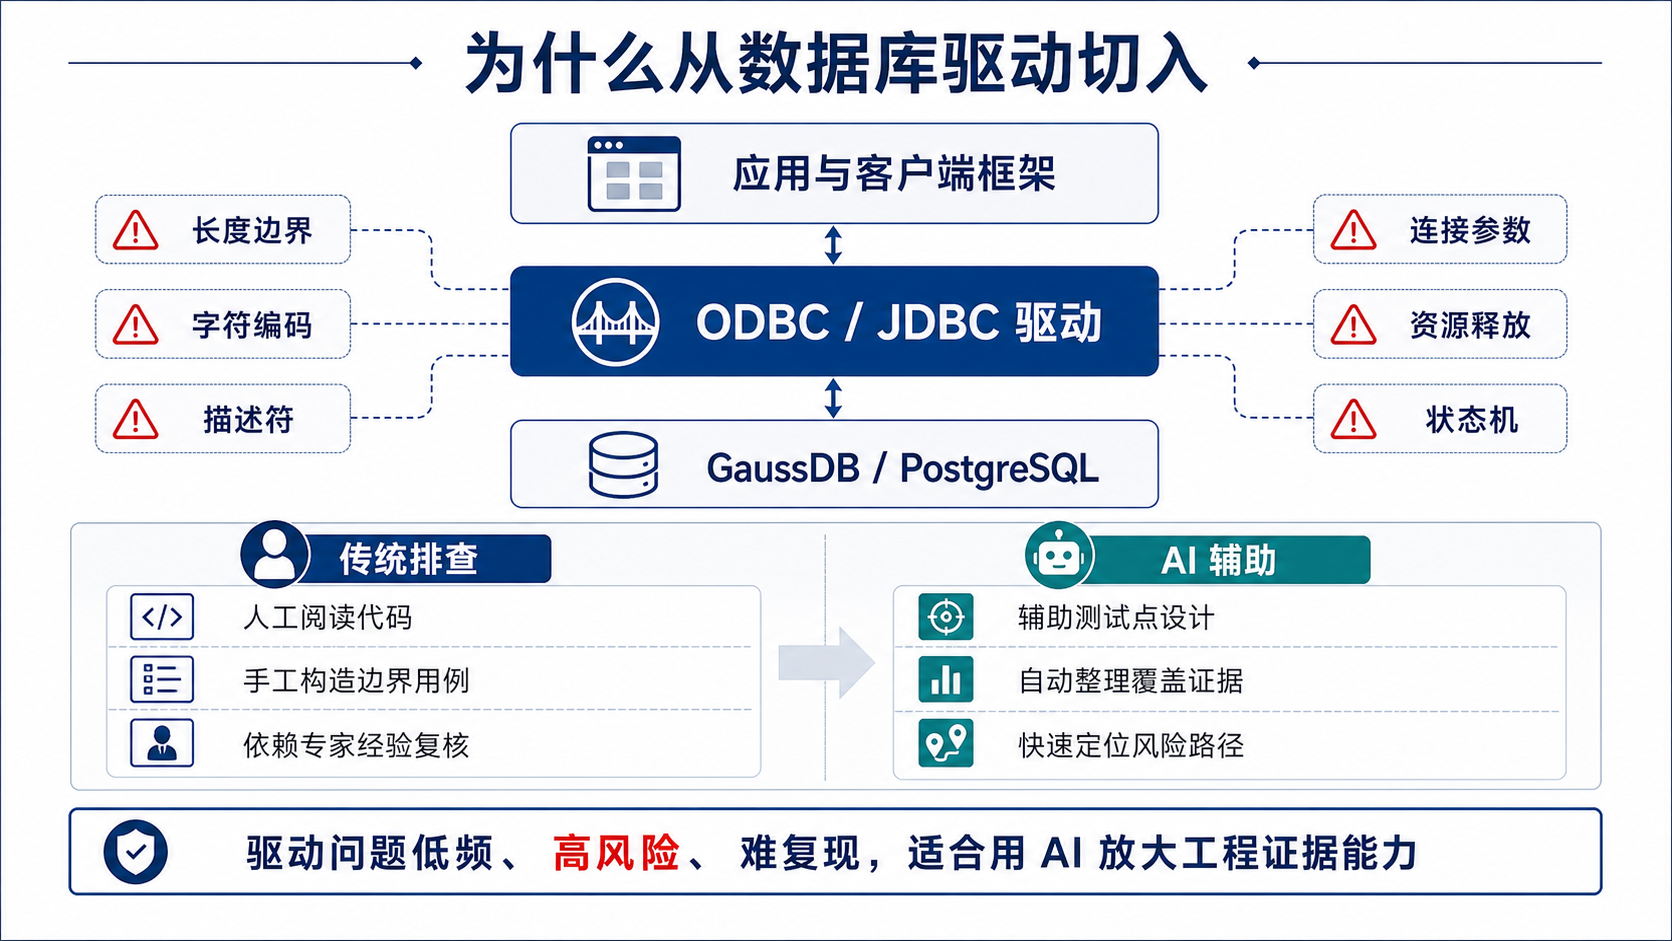 为什么从数据库驱动切入
应用与客户端框架
长度边界
字符编码
描述符
ODBC / JDBC 驱动
连接参数
资源释放
状态机
GaussDB / PostgreSQL
传统排查
人工阅读代码
手工构造边界用例
依赖专家经验复核
AI 辅助
辅助测试点设计
自动整理覆盖证据
快速定位风险路径
驱动问题低频、高风险、难复现，适合用 AI 放大工程证据能力